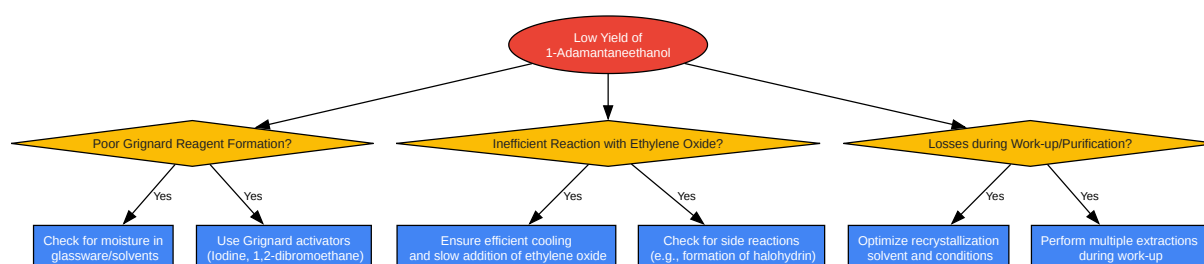 Low Yield of
1-Adamantaneethanol
Poor Grignard Reagent Formation?
Inefficient Reaction with Ethylene Oxide?
Losses during Work-up/Purification?
Yes
Yes
Yes
Yes
Yes
Yes
Check for moisture in
glassware/solvents
Use Grignard activators
(Iodine, 1,2-dibromoethane)
Ensure efficient cooling
and slow addition of ethylene oxide
Check for side reactions
(e.g., formation of halohydrin)
Optimize recrystallization
solvent and conditions
Perform multiple extractions
during work-up